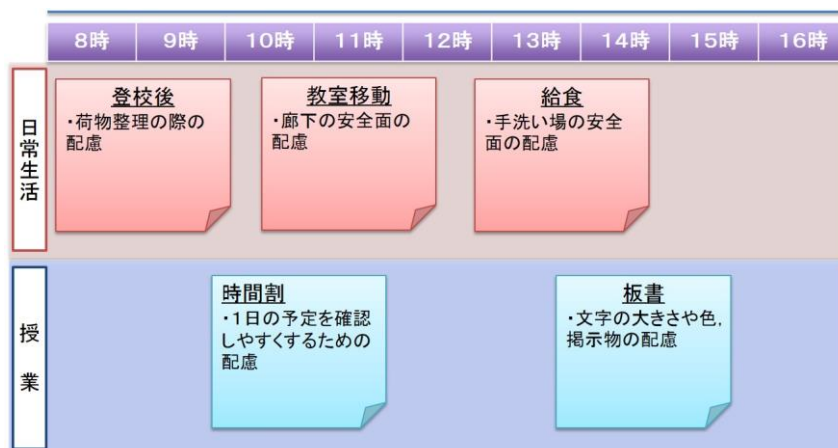 8時 9時 10時 11時 12時 13時 14時 15時 16時
日常生活
登校後
・荷物整理の際の
配慮
教室移動
・廊下の安全面の
配慮
給食
・手洗い場の安全
面の配慮
授業
時間割
・1日の予定を確認
しやすくするための
配慮
板書
・文字の大きさや色,
掲示物の配慮